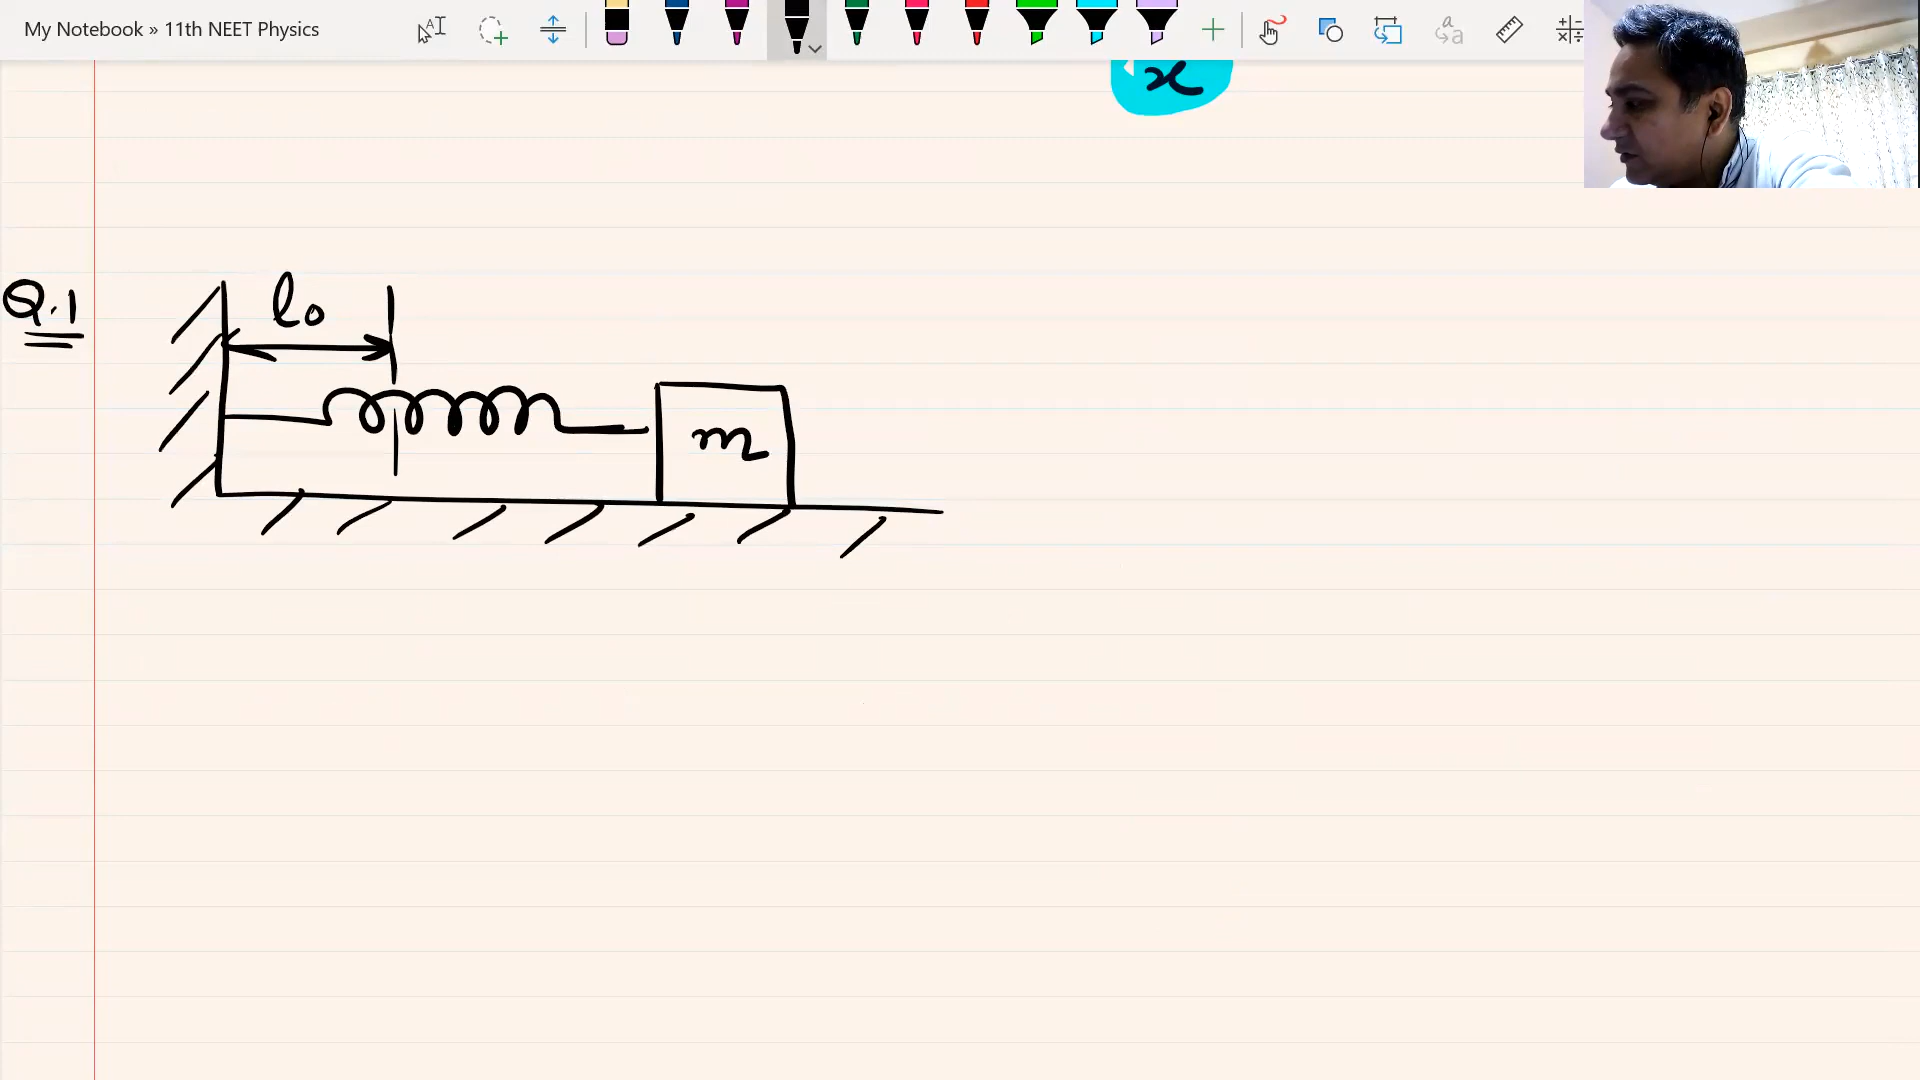 My Notebook » 11th NEET Physics
x
Q.1
l₀
m